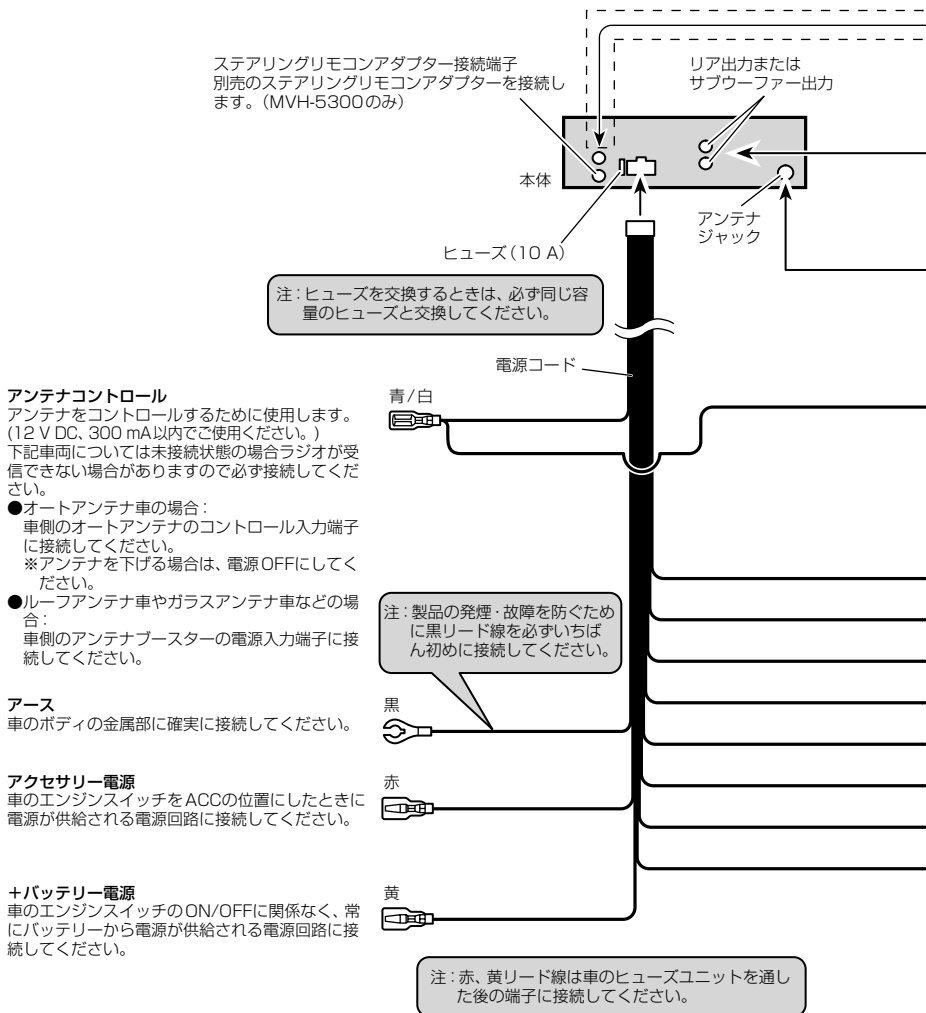 ステアリングリモコンアダプター接続端子
別売のステアリングリモコンアダプターを接続し
ます。(MVH-5300のみ)
リア出力または
サブウーファー出力
本体
アンテナ
ジャック
ヒューズ(10 A)
注:ヒューズを交換するときは、必ず同じ容
量のヒューズと交換してください。
電源コード
アンテナコントロール
アンテナをコントロールするために使用します。
(12 V DC、300 mA以内でご使用ください。)
下記車両については未接続状態の場合ラジオが受
信できない場合がありますので必ず接続してくだ
さい。
●オートアンテナ車の場合:
車側のオートアンテナのコントロール入力端子
に接続してください。
※アンテナを下げる場合は、電源OFFにしてく
ださい。
●ルーフアンテナ車やガラスアンテナ車などの場
合:
車側のアンテナブースターの電源入力端子に接
続してください。
青/白
注:製品の発煙・故障を防ぐため
に黒リード線を必ずいちば
ん初めに接続してください。
アース
車のボディの金属部に確実に接続してください。
黒
アクセサリー電源
車のエンジンスイッチをACCの位置にしたときに
電源が供給される電源回路に接続してください。
赤
+バッテリー電源
車のエンジンスイッチのON/OFFに関係なく、常
にバッテリーから電源が供給される電源回路に接
続してください。
黄
注:赤、黄リード線は車のヒューズユニットを通し
た後の端子に接続してください。